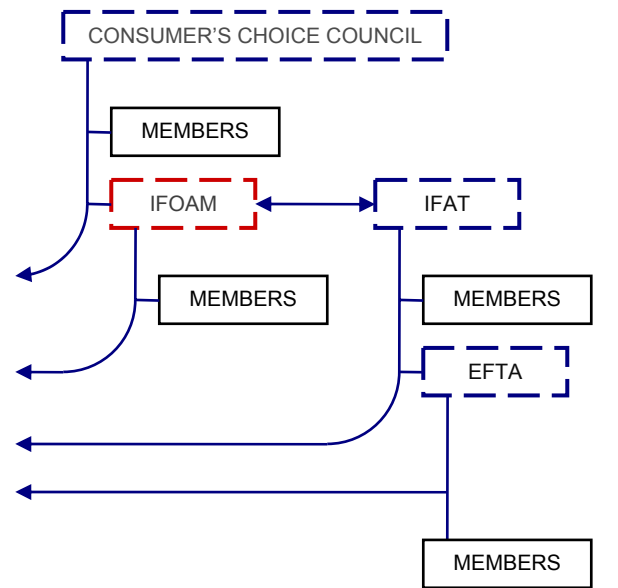 CONSUMER'S CHOICE COUNCIL
MEMBERS
IFOAM
IFAT
MEMBERS
MEMBERS
EFTA
MEMBERS